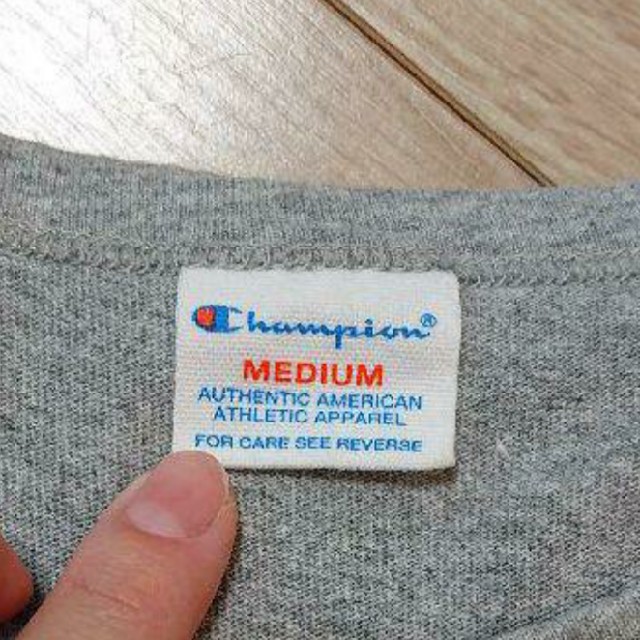 Champion®
MEDIUM
AUTHENTIC AMERICAN
ATHLETIC APPAREL
FOR CARE SEE REVERSE